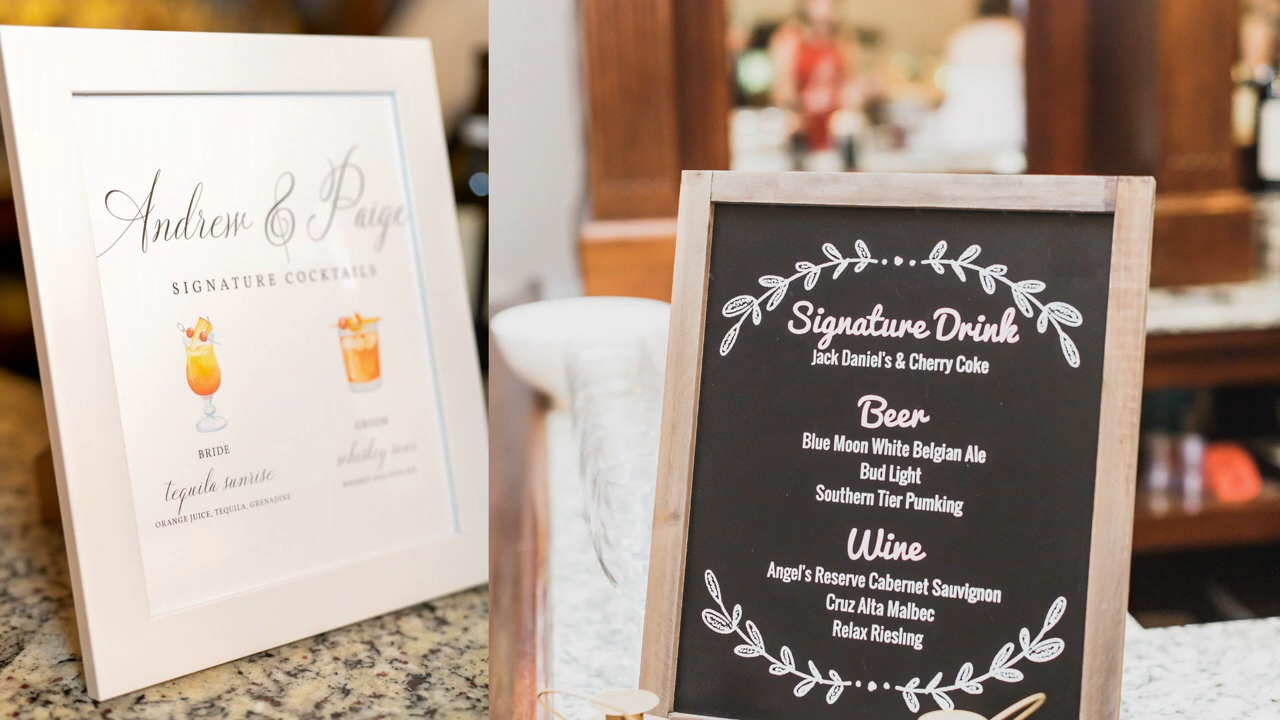 Andrew & Paige
SIGNATURE COCKTAILS
BRIDE
tequila sunrise
ORANGE JUICE, TEQUILA, GRENADINE
GROOM
whiskey sour
Signature Drink
Jack Daniel's & Cherry Coke
Beer
Blue Moon White Belgian Ale
Bud Light
Southern Tier Pumking
Wine
Angel's Reserve Cabernet Sauvignon
Cruz Alta Malbec
Relax Riesling